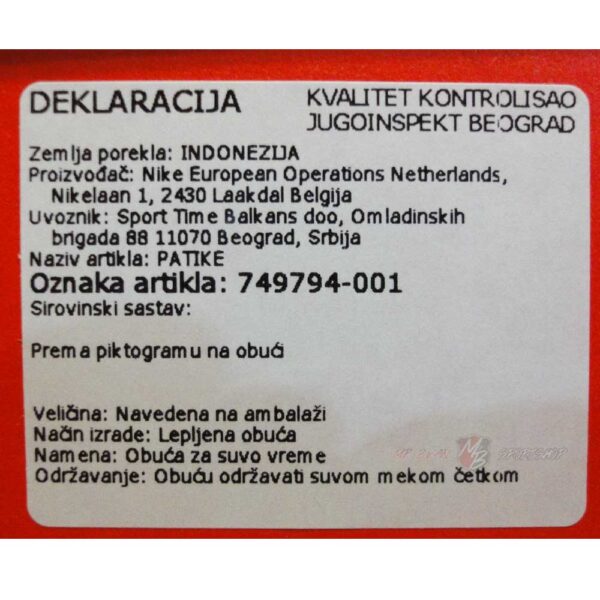 DEKLARACIJA
KVALITET KONTROLISAO
JUGOINSPEKT BEOGRAD
Zemlja porekla: INDONEZIJA
Proizvođač: Nike European Operations Netherlands,
Nikelaan 1, 2430 Laakdal Belgija
Uvoznik: Sport Time Balkans doo, Omladinskih
brigada 88 11070 Beograd, Srbija
Naziv artikla: PATIKE
Oznaka artikla: 749794-001
Sirovinski sastav:
Prema piktogramu na obući
Veličina: Navedena na ambalaži
Način izrade: Lepljena obuća
Namena: Obuća za suvo vreme
Održavanje: Obuću održavati suvom mekom četkom
MB SPORTSHOP